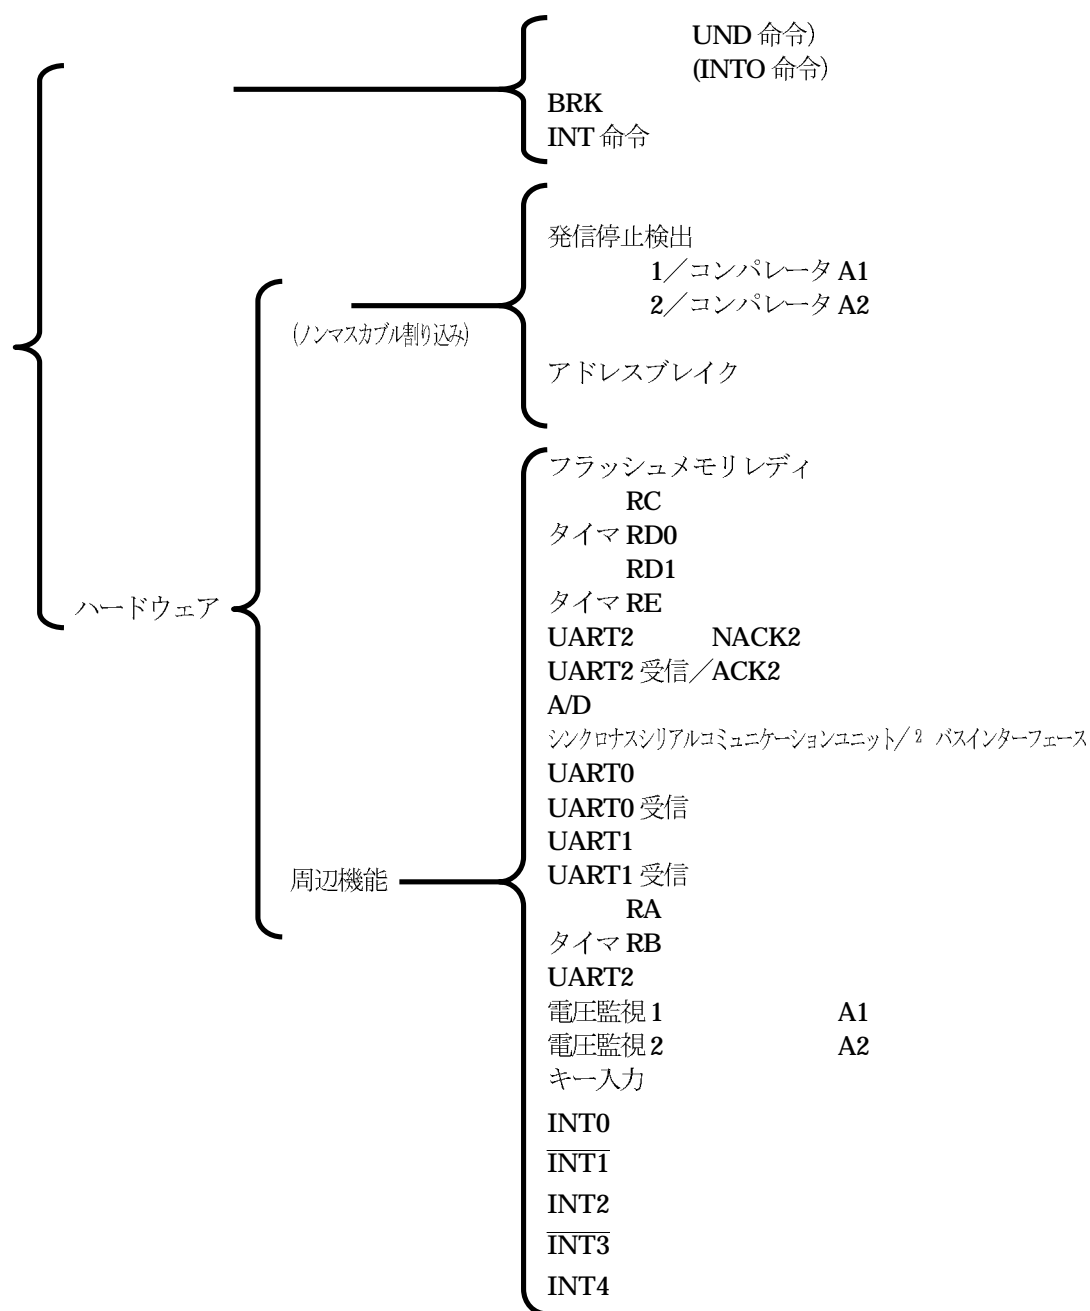 UND 命令)
(INTO 命令)
BRK
INT 命令
発信停止検出
1／コンパレータ A1
2／コンパレータ A2
(ノンマスカブル割り込み)
アドレスブレイク
フラッシュメモリレディ
RC
タイマ RD0
RD1
タイマ RE
ハードウェア
UART2 NACK2
UART2 受信／ACK2
A/D
シンクロナスシリアルコミュニケーションユニット／ 2 バスインターフェース
UART0
UART0 受信
UART1
UART1 受信
周辺機能
RA
タイマ RB
UART2
電圧監視 1 A1
電圧監視 2 A2
キー入力
INT0
INT1
INT2
INT3
INT4